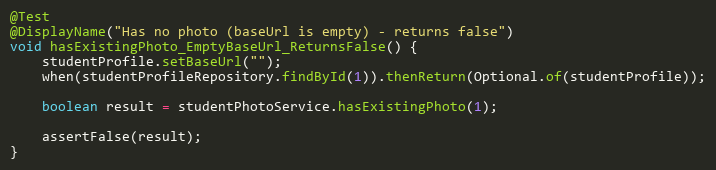 @Test
@DisplayName("Has no photo (baseUrl is empty) - returns false")
void hasExistingPhoto_EmptyBaseUrl_ReturnsFalse() {
    studentProfile.setBaseUrl("");
    when(studentProfileRepository.findById(1)).thenReturn(Optional.of(studentProfile));

    boolean result = studentPhotoService.hasExistingPhoto(1);

    assertFalse(result);
}